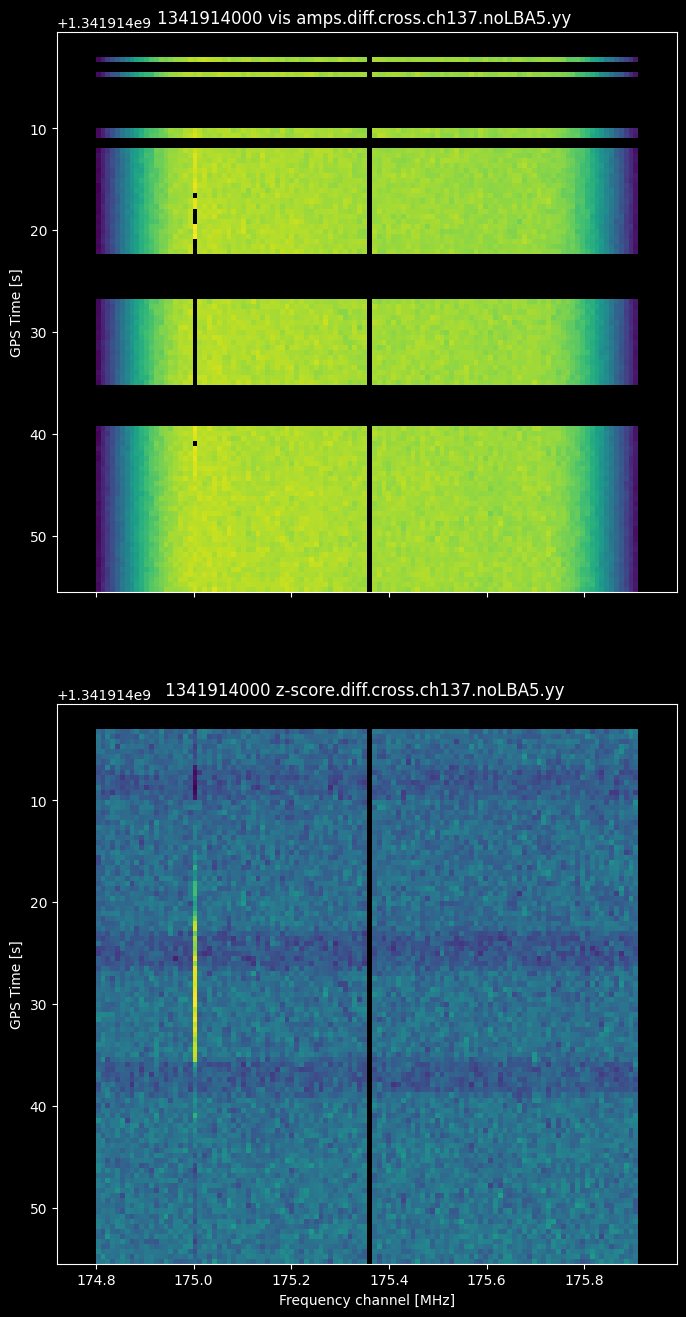 1341914000 vis amps.diff.cross.ch137.noLBA5.yy
+1.341914e9
10
20
30
40
50
GPS Time [s]
1341914000 z-score.diff.cross.ch137.noLBA5.yy
+1.341914e9
10
20
30
40
50
GPS Time [s]
174.8 175.0 175.2 175.4 175.6 175.8
Frequency channel [MHz]